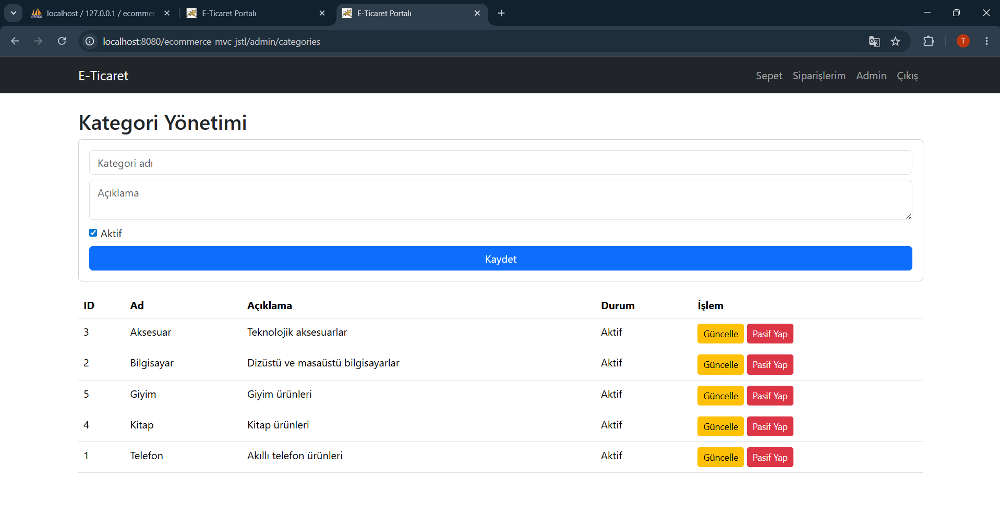 localhost / 127.0.0.1 / ecommer
E-Ticaret Portalı
E-Ticaret Portalı
localhost:8080/ecommerce-mvc-jstl/admin/categories
T
E-Ticaret
Sepet Siparişlerim Admin Çıkış
Kategori Yönetimi
Kategori adı
Açıklama
Aktif
Kaydet
ID Ad Açıklama Durum İşlem
3 Aksesuar Teknolojik aksesuarlar Aktif Güncelle Pasif Yap
2 Bilgisayar Dizüstü ve masaüstü bilgisayarlar Aktif Güncelle Pasif Yap
5 Giyim Giyim ürünleri Aktif Güncelle Pasif Yap
4 Kitap Kitap ürünleri Aktif Güncelle Pasif Yap
1 Telefon Akıllı telefon ürünleri Aktif Güncelle Pasif Yap